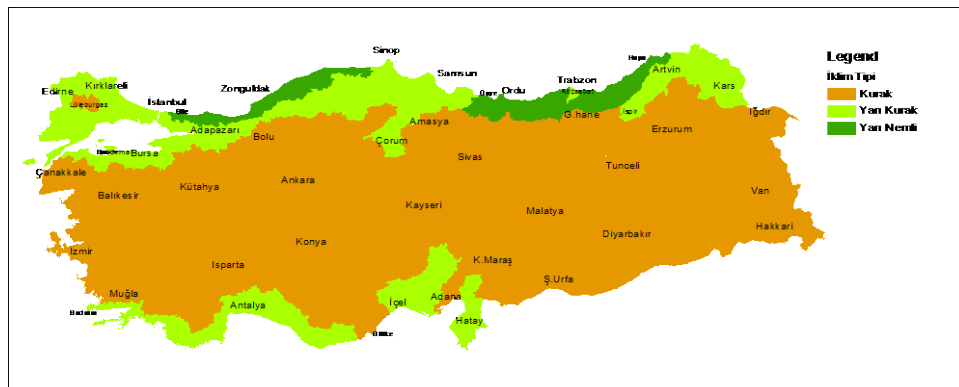 Sinop
Legend
İklim Tipi
Kurak
Yarı Kurak
Yarı Nemli
Samsun
Artvin
Edirne
Kırklareli
Zonguldak
Trabzon
Kars
Ordu
İstanbul
Lüleburgaz
Adapazarı
Bolu
Amasya
G.hane
İspir
Iğdır
Erzurum
Çorum
Bursa
Sivas
Tunceli
Çanakkale
Balıkesir
Kütahya
Ankara
Van
Kayseri
Malatya
Hakkari
Diyarbakır
Konya
İzmir
Isparta
K.Maraş
Ş.Urfa
Muğla
Antalya
İçel
Adana
Hatay